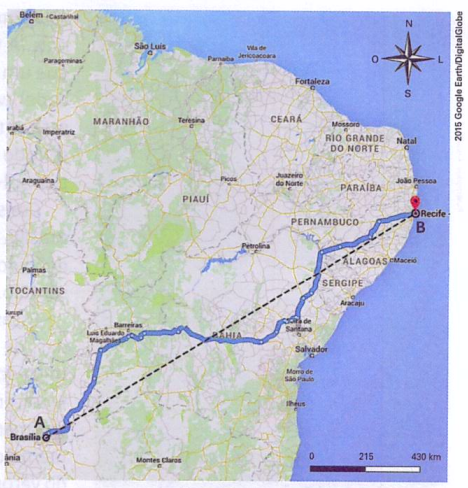 Belém
Castanhal
São Luís
Vila de
Jericoacoara
Parnaíba
Paragominas
Fortaleza
N
O
L
S
2015 Google Earth/DigitalGlobe
MARANHÃO
Teresina
CEARÁ
Mossoró
RIO GRANDE
DO NORTE
Natal
Imperatriz
Araguaína
Picos
Juazeiro
do Norte
João Pessoa
PARAÍBA
PIAUÍ
Recife
B
PERNAMBUCO
Petrolina
ALAGOAS
Maceió
Palmas
TOCANTINS
SERGIPE
Aracaju
Barreiras
Luís Eduardo
Magalhães
BAHIA
Santana
Salvador
Morro de
São Paulo
Ilheus
A
Brasília
Montes Claros
0
215
430 km